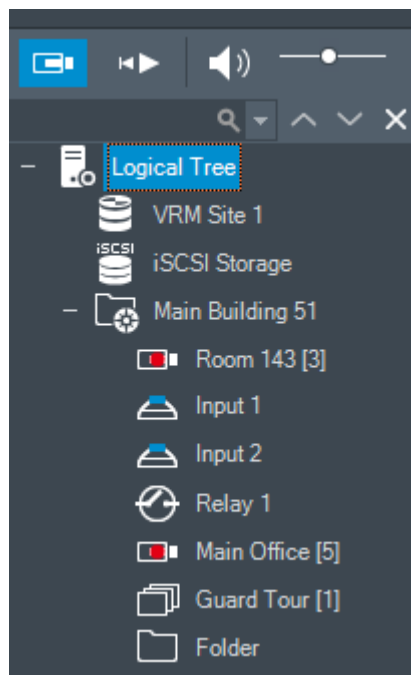 Logical Tree
VRM Site 1
iSCSI
iSCSI Storage
Main Building 51
Room 143 [3]
Input 1
Input 2
Relay 1
Main Office [5]
Guard Tour [1]
Folder